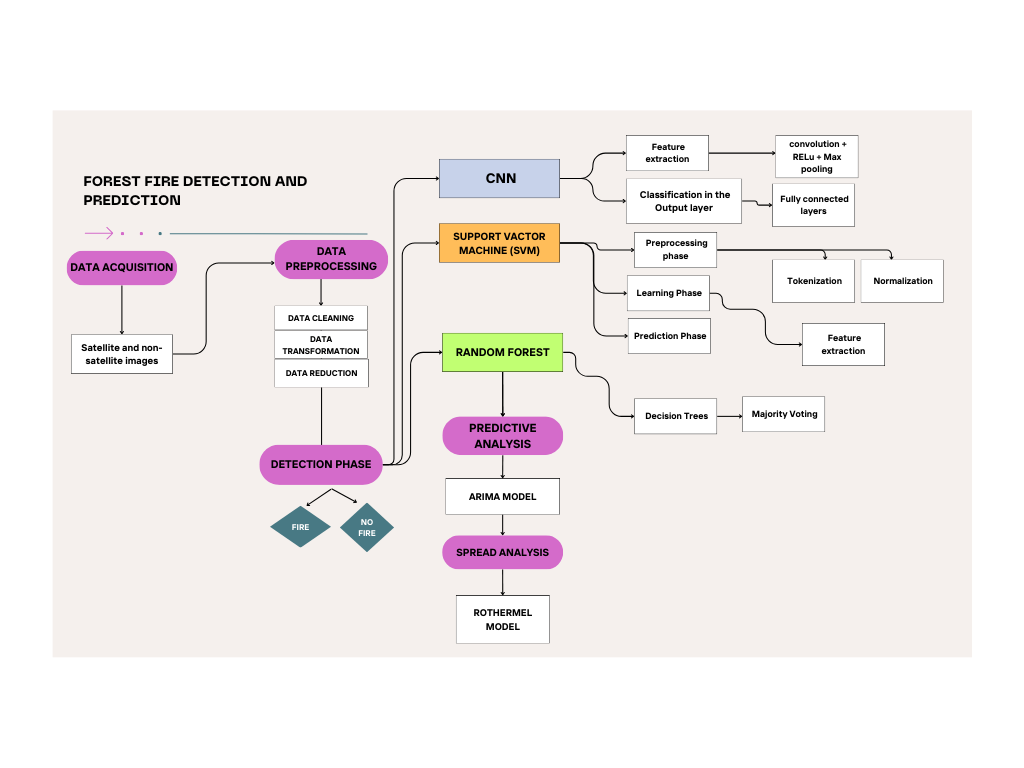 FOREST FIRE DETECTION AND
PREDICTION
DATA ACQUISITION
Satellite and non-
satellite images
DATA
PREPROCESSING
DATA CLEANING
DATA
TRANSFORMATION
DATA REDUCTION
DETECTION PHASE
FIRE
NO
FIRE
CNN
Feature
extraction
convolution +
RELu + Max
pooling
Classification in the
Output layer
Fully connected
layers
SUPPORT VACTOR
MACHINE (SVM)
Preprocessing
phase
Tokenization
Normalization
Learning Phase
Feature
extraction
Prediction Phase
RANDOM FOREST
Decision Trees
Majority Voting
PREDICTIVE
ANALYSIS
ARIMA MODEL
SPREAD ANALYSIS
ROTHERMEL
MODEL